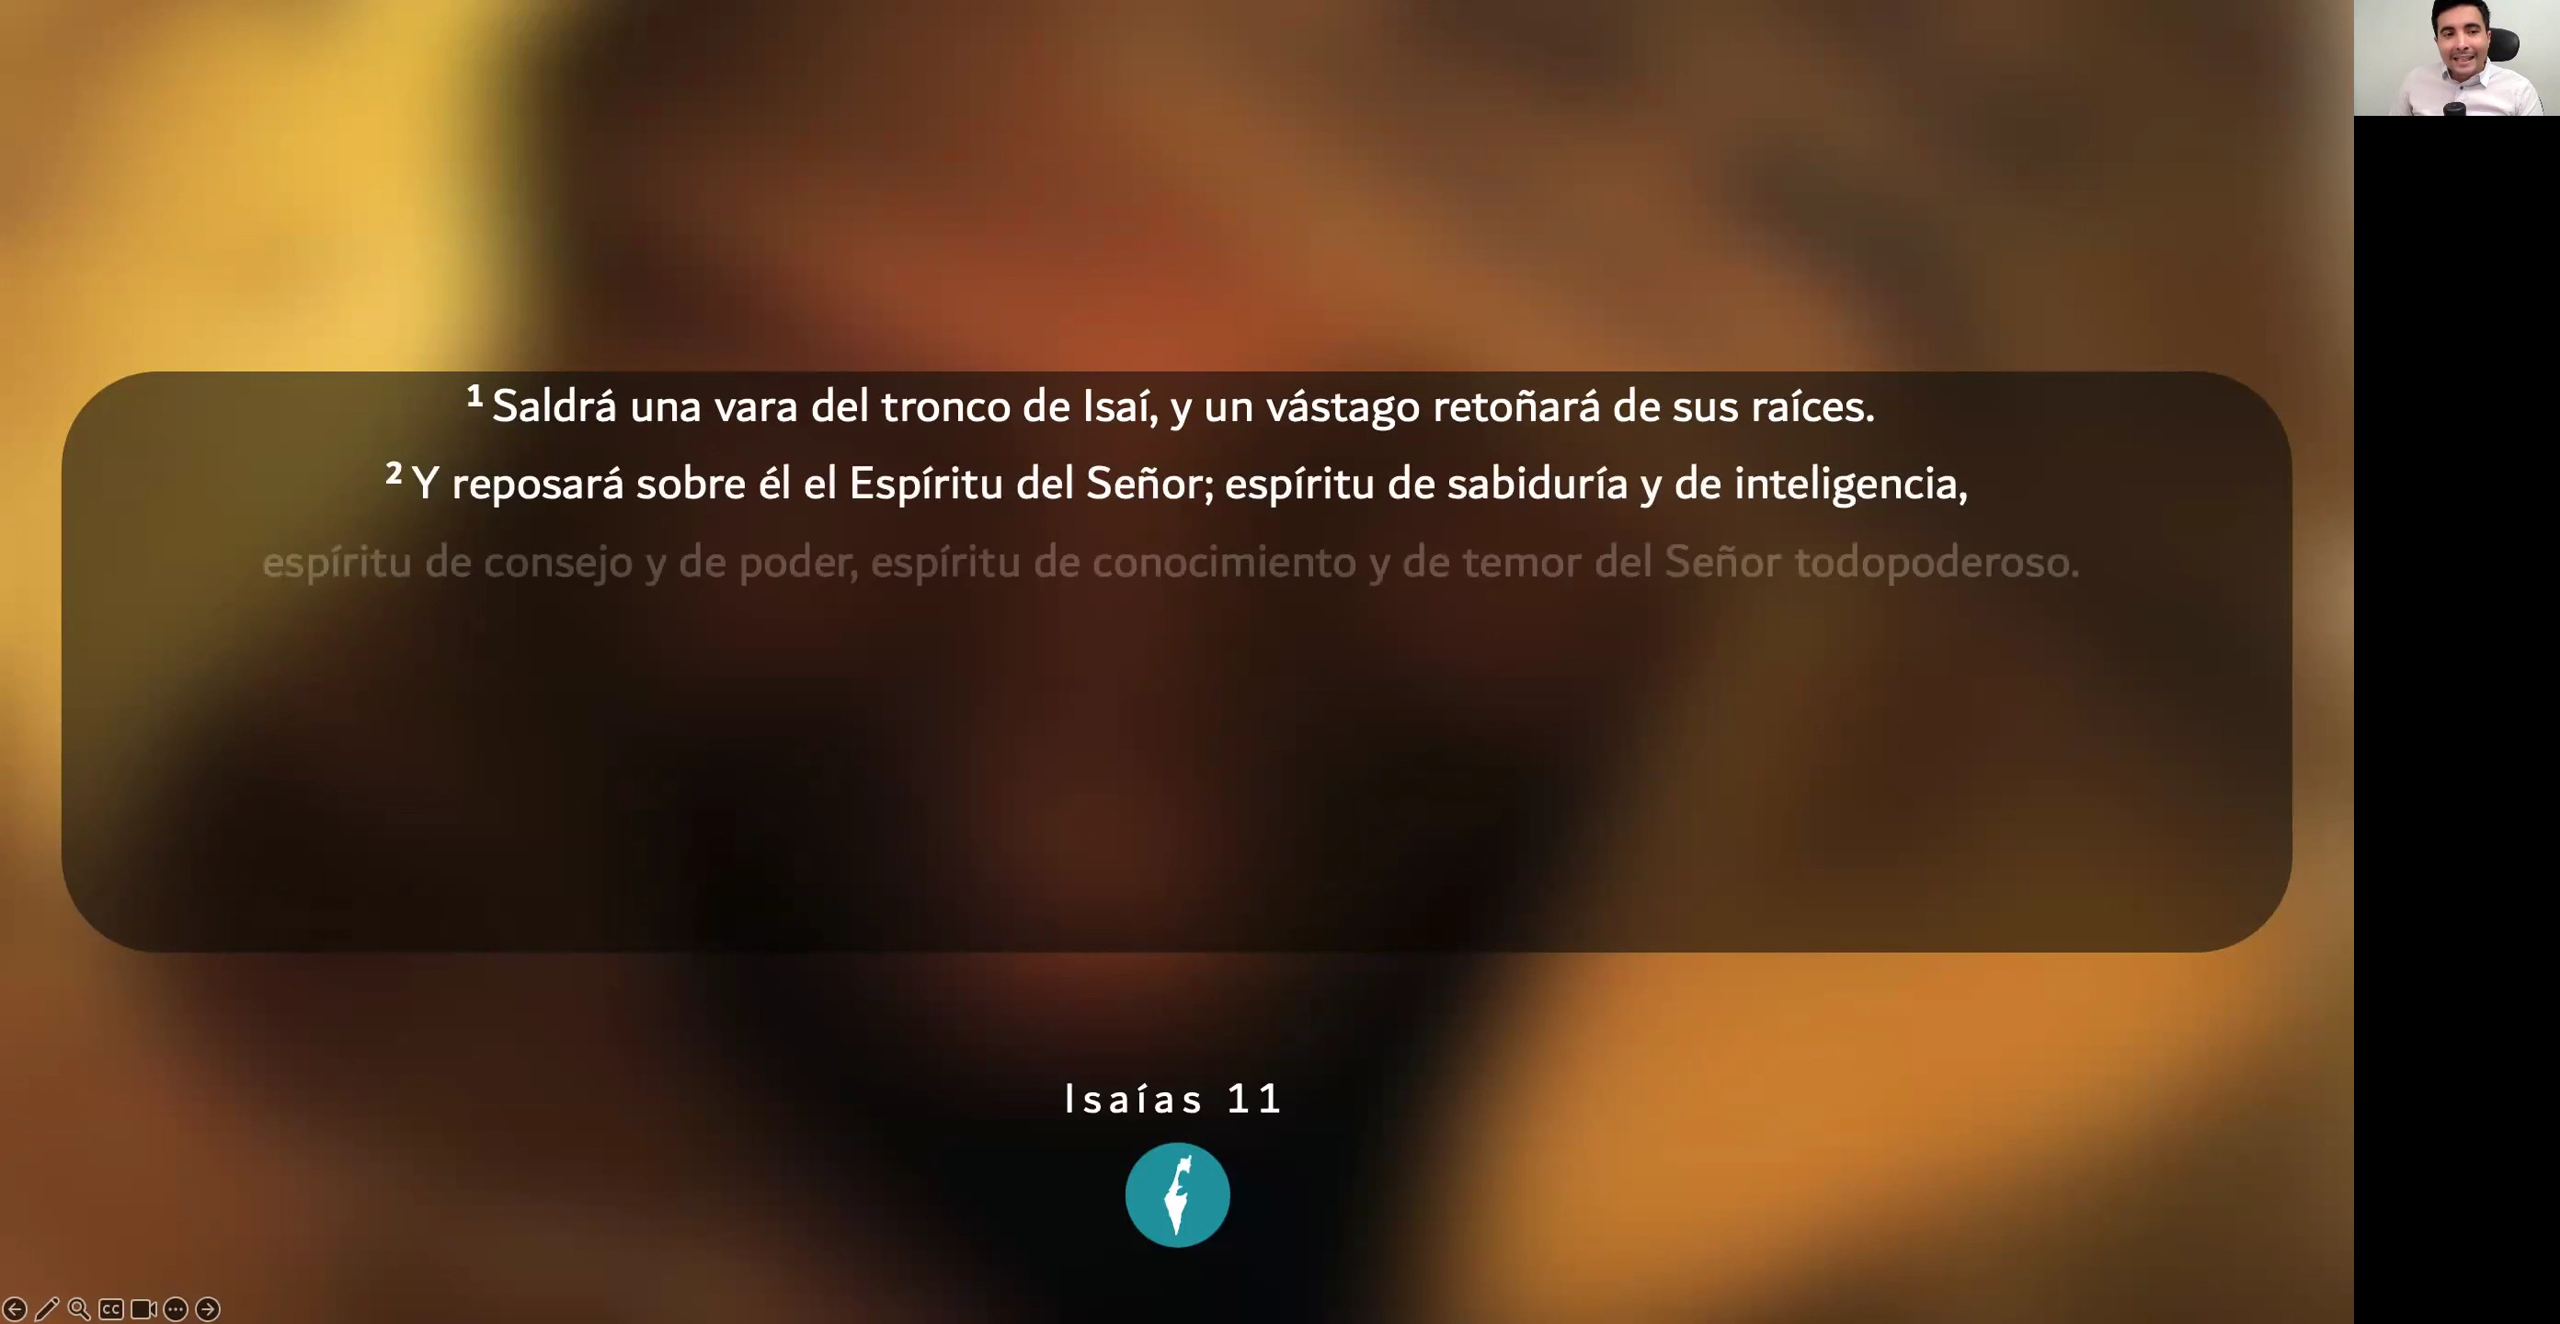 1 Saldrá una vara del tronco de Isaí, y un vástago retoñará de sus raíces.
2 Y reposará sobre él el Espíritu del Señor; espíritu de sabiduría y de inteligencia,
espíritu de consejo y de poder, espíritu de conocimiento y de temor del Señor todopoderoso.
Isaías 11
CC